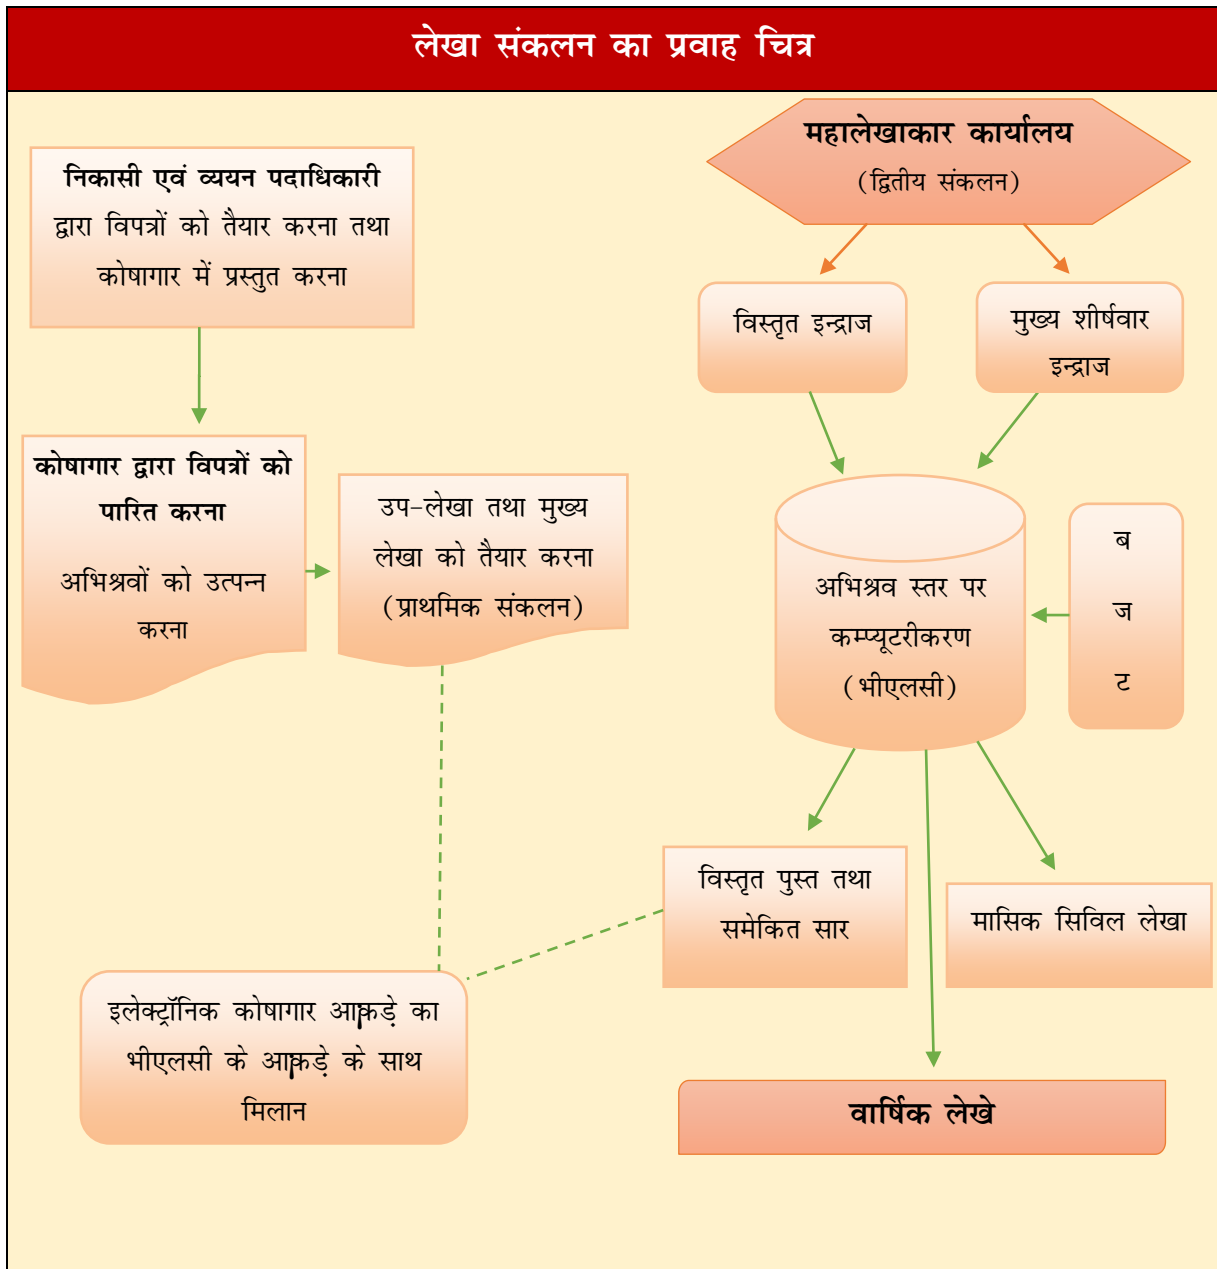 लेखा संकलन का प्रवाह चित्र
निकासी एवं व्ययन पदाधिकारी
द्वारा विपत्रों को तैयार करना तथा
कोषागार में प्रस्तुत करना
कोषागार द्वारा विपत्रों को
पारित करना
अभिश्रवों को उत्पन्न
करना
उप-लेखा तथा मुख्य
लेखा को तैयार करना
(प्राथमिक संकलन)
महालेखाकार कार्यालय
(द्वितीय संकलन)
विस्तृत इन्द्राज
मुख्य शीर्षवार
इन्द्राज
अभिश्रव स्तर पर
कम्प्यूटरीकरण
(भीएलसी)
ब
ज
ट
विस्तृत पुस्त तथा
समेकित सार
मासिक सिविल लेखा
इलेक्ट्रॉनिक कोषागार आकड़े का
भीएलसी के आकड़े के साथ
मिलान
वार्षिक लेखे